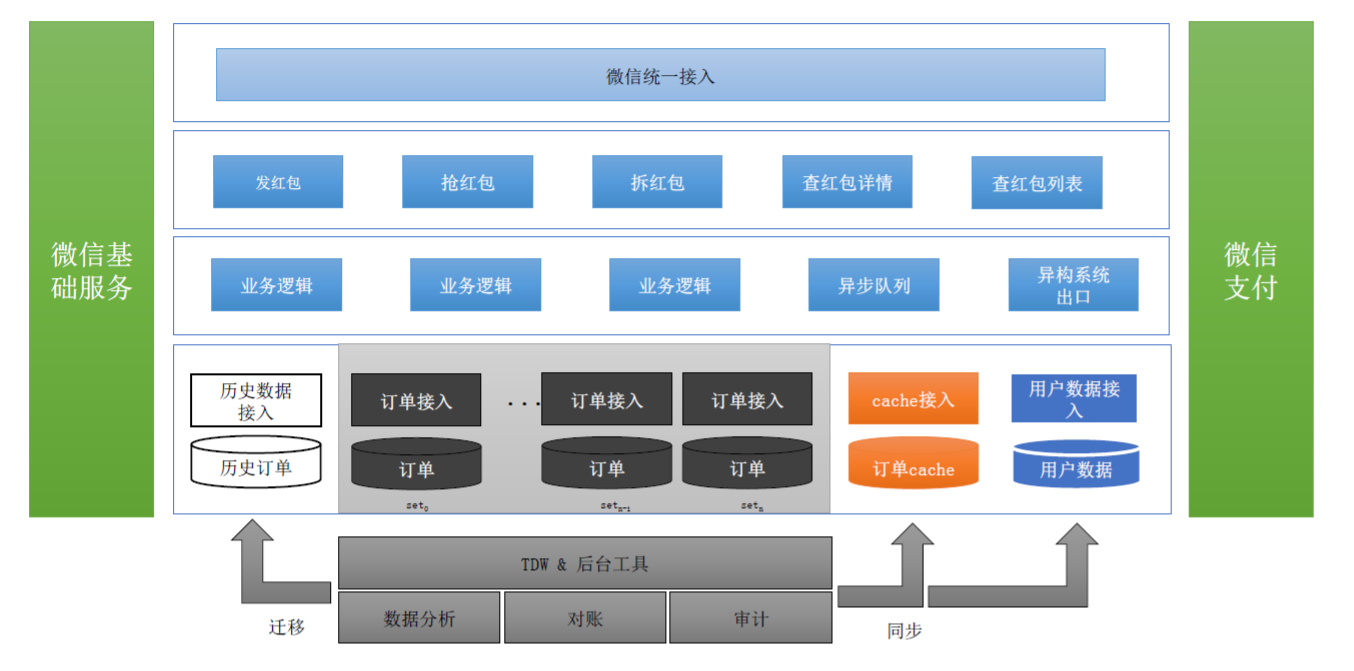 微信统一接入
发红包
抢红包
拆红包
查红包详情
查红包列表
微信基
础服务
微信
支付
业务逻辑
业务逻辑
业务逻辑
异步队列
异构系统
出口
历史数据
接入
订单接入
...
订单接入
订单接入
cache接入
用户数据接
入
历史订单
订单
订单
订单
订单cache
用户数据
set0
setn-1
setn
TDW & 后台工具
数据分析
对账
审计
迁移
同步